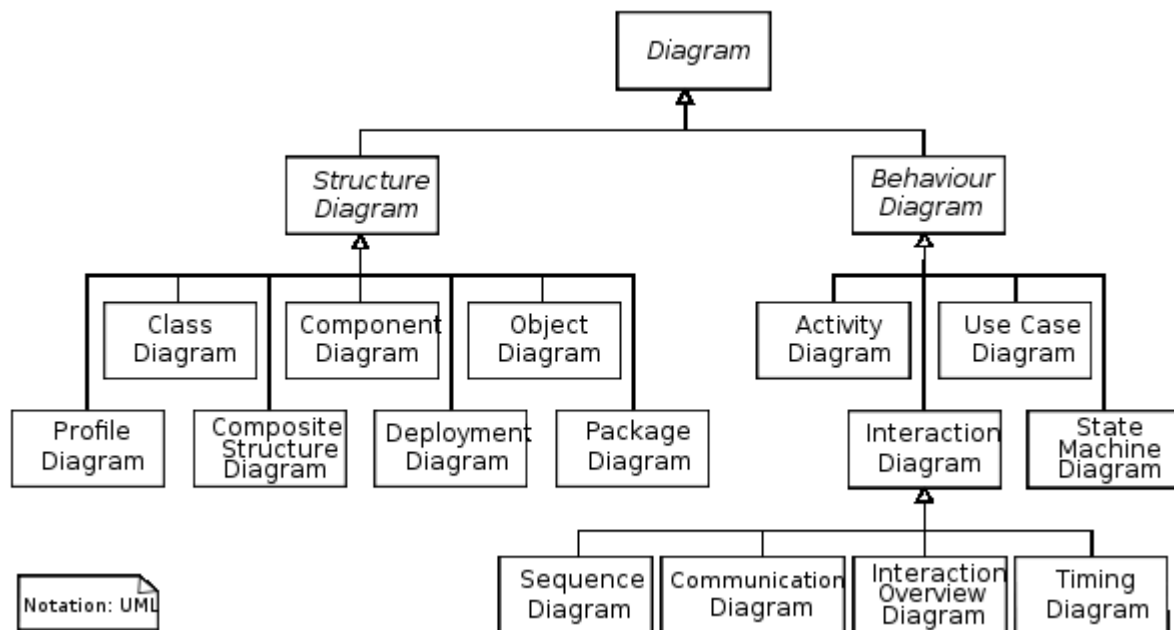 Diagram
Structure
Diagram
Behaviour
Diagram
Class
Diagram
Component
Diagram
Object
Diagram
Activity
Diagram
Use Case
Diagram
Profile
Diagram
Composite
Structure
Diagram
Deployment
Diagram
Package
Diagram
Interaction
Diagram
State
Machine
Diagram
Sequence
Diagram
Communication
Diagram
Interaction
Overview
Diagram
Timing
Diagram
Notation: UML